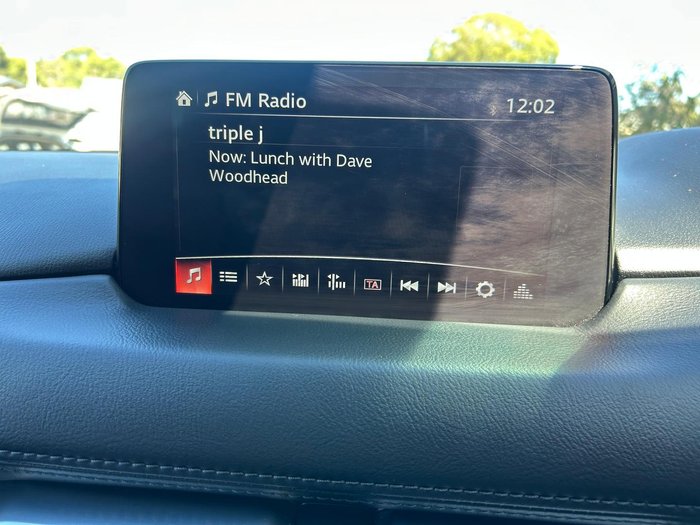 FM Radio 12:02
triple j
Now: Lunch with Dave
Woodhead
TA